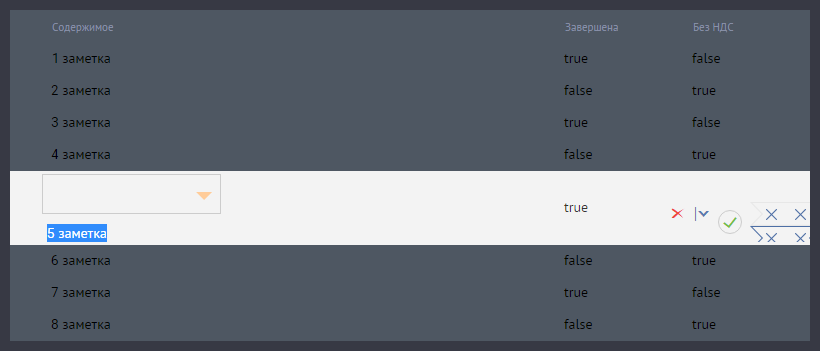 Содержимое Завершена Без НДС
1 заметка true false
2 заметка false true
3 заметка true false
4 заметка false true
true
5 заметка
6 заметка false true
7 заметка true false
8 заметка false true